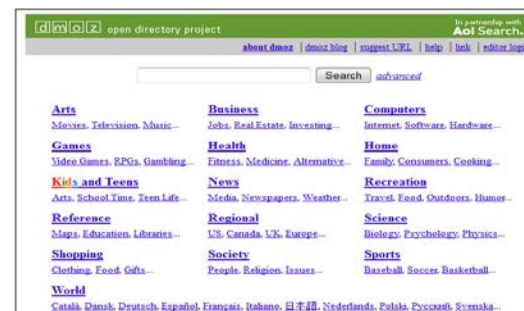 dmoz open directory project
In partnership with
Aol Search.
about dmoz | dmoz blog | suggest URL | help | link | editor login
Search advanced
Arts Business Computers
Movies, Television, Music... Jobs, Real Estate, Investing... Internet, Software, Hardware...
Games Health Home
Video Games, RPGs, Gambling... Fitness, Medicine, Alternative... Family, Consumers, Cooking...
Kids and Teens News Recreation
Arts, School Time, Teen Life... Media, Newspapers, Weather... Travel, Food, Outdoors, Humor...
Reference Regional Science
Maps, Education, Libraries... US, Canada, UK, Europe... Biology, Psychology, Physics...
Shopping Society Sports
Clothing, Food, Gifts... People, Religion, Issues... Baseball, Soccer, Basketball...
World
Català, Dansk, Deutsch, Español, Français, Italiano, 日本語, Nederlands, Polski, Русский, Svenska...